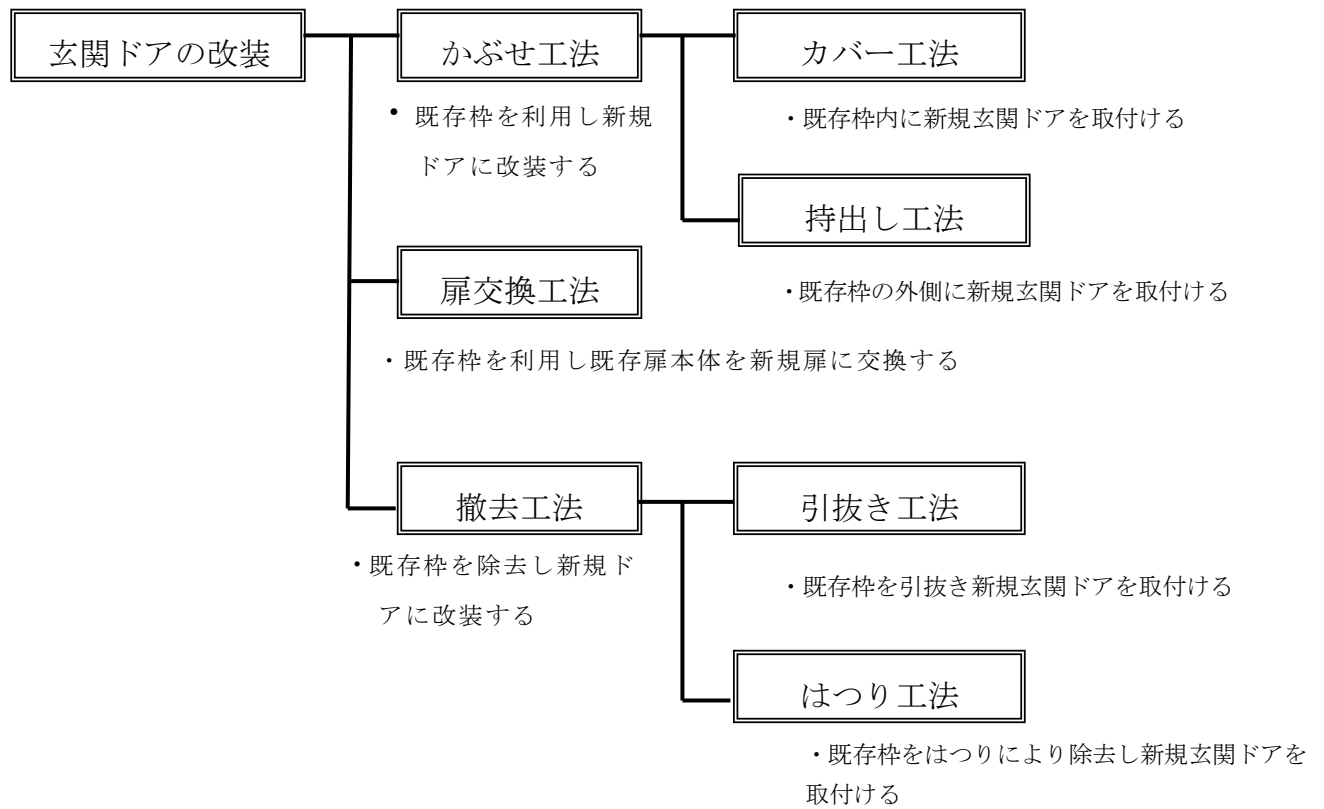 玄関ドアの改装
かぶせ工法
カバー工法
・既存枠を利用し新規
ドアに改装する
・既存枠内に新規玄関ドアを取付ける
持出し工法
・既存枠の外側に新規玄関ドアを取付ける
扉交換工法
・既存枠を利用し既存扉本体を新規扉に交換する
撤去工法
引抜き工法
・既存枠を除去し新規ド
アに改装する
・既存枠を引抜き新規玄関ドアを取付ける
はつり工法
・既存枠をはつりにより除去し新規玄関ドアを
取付ける